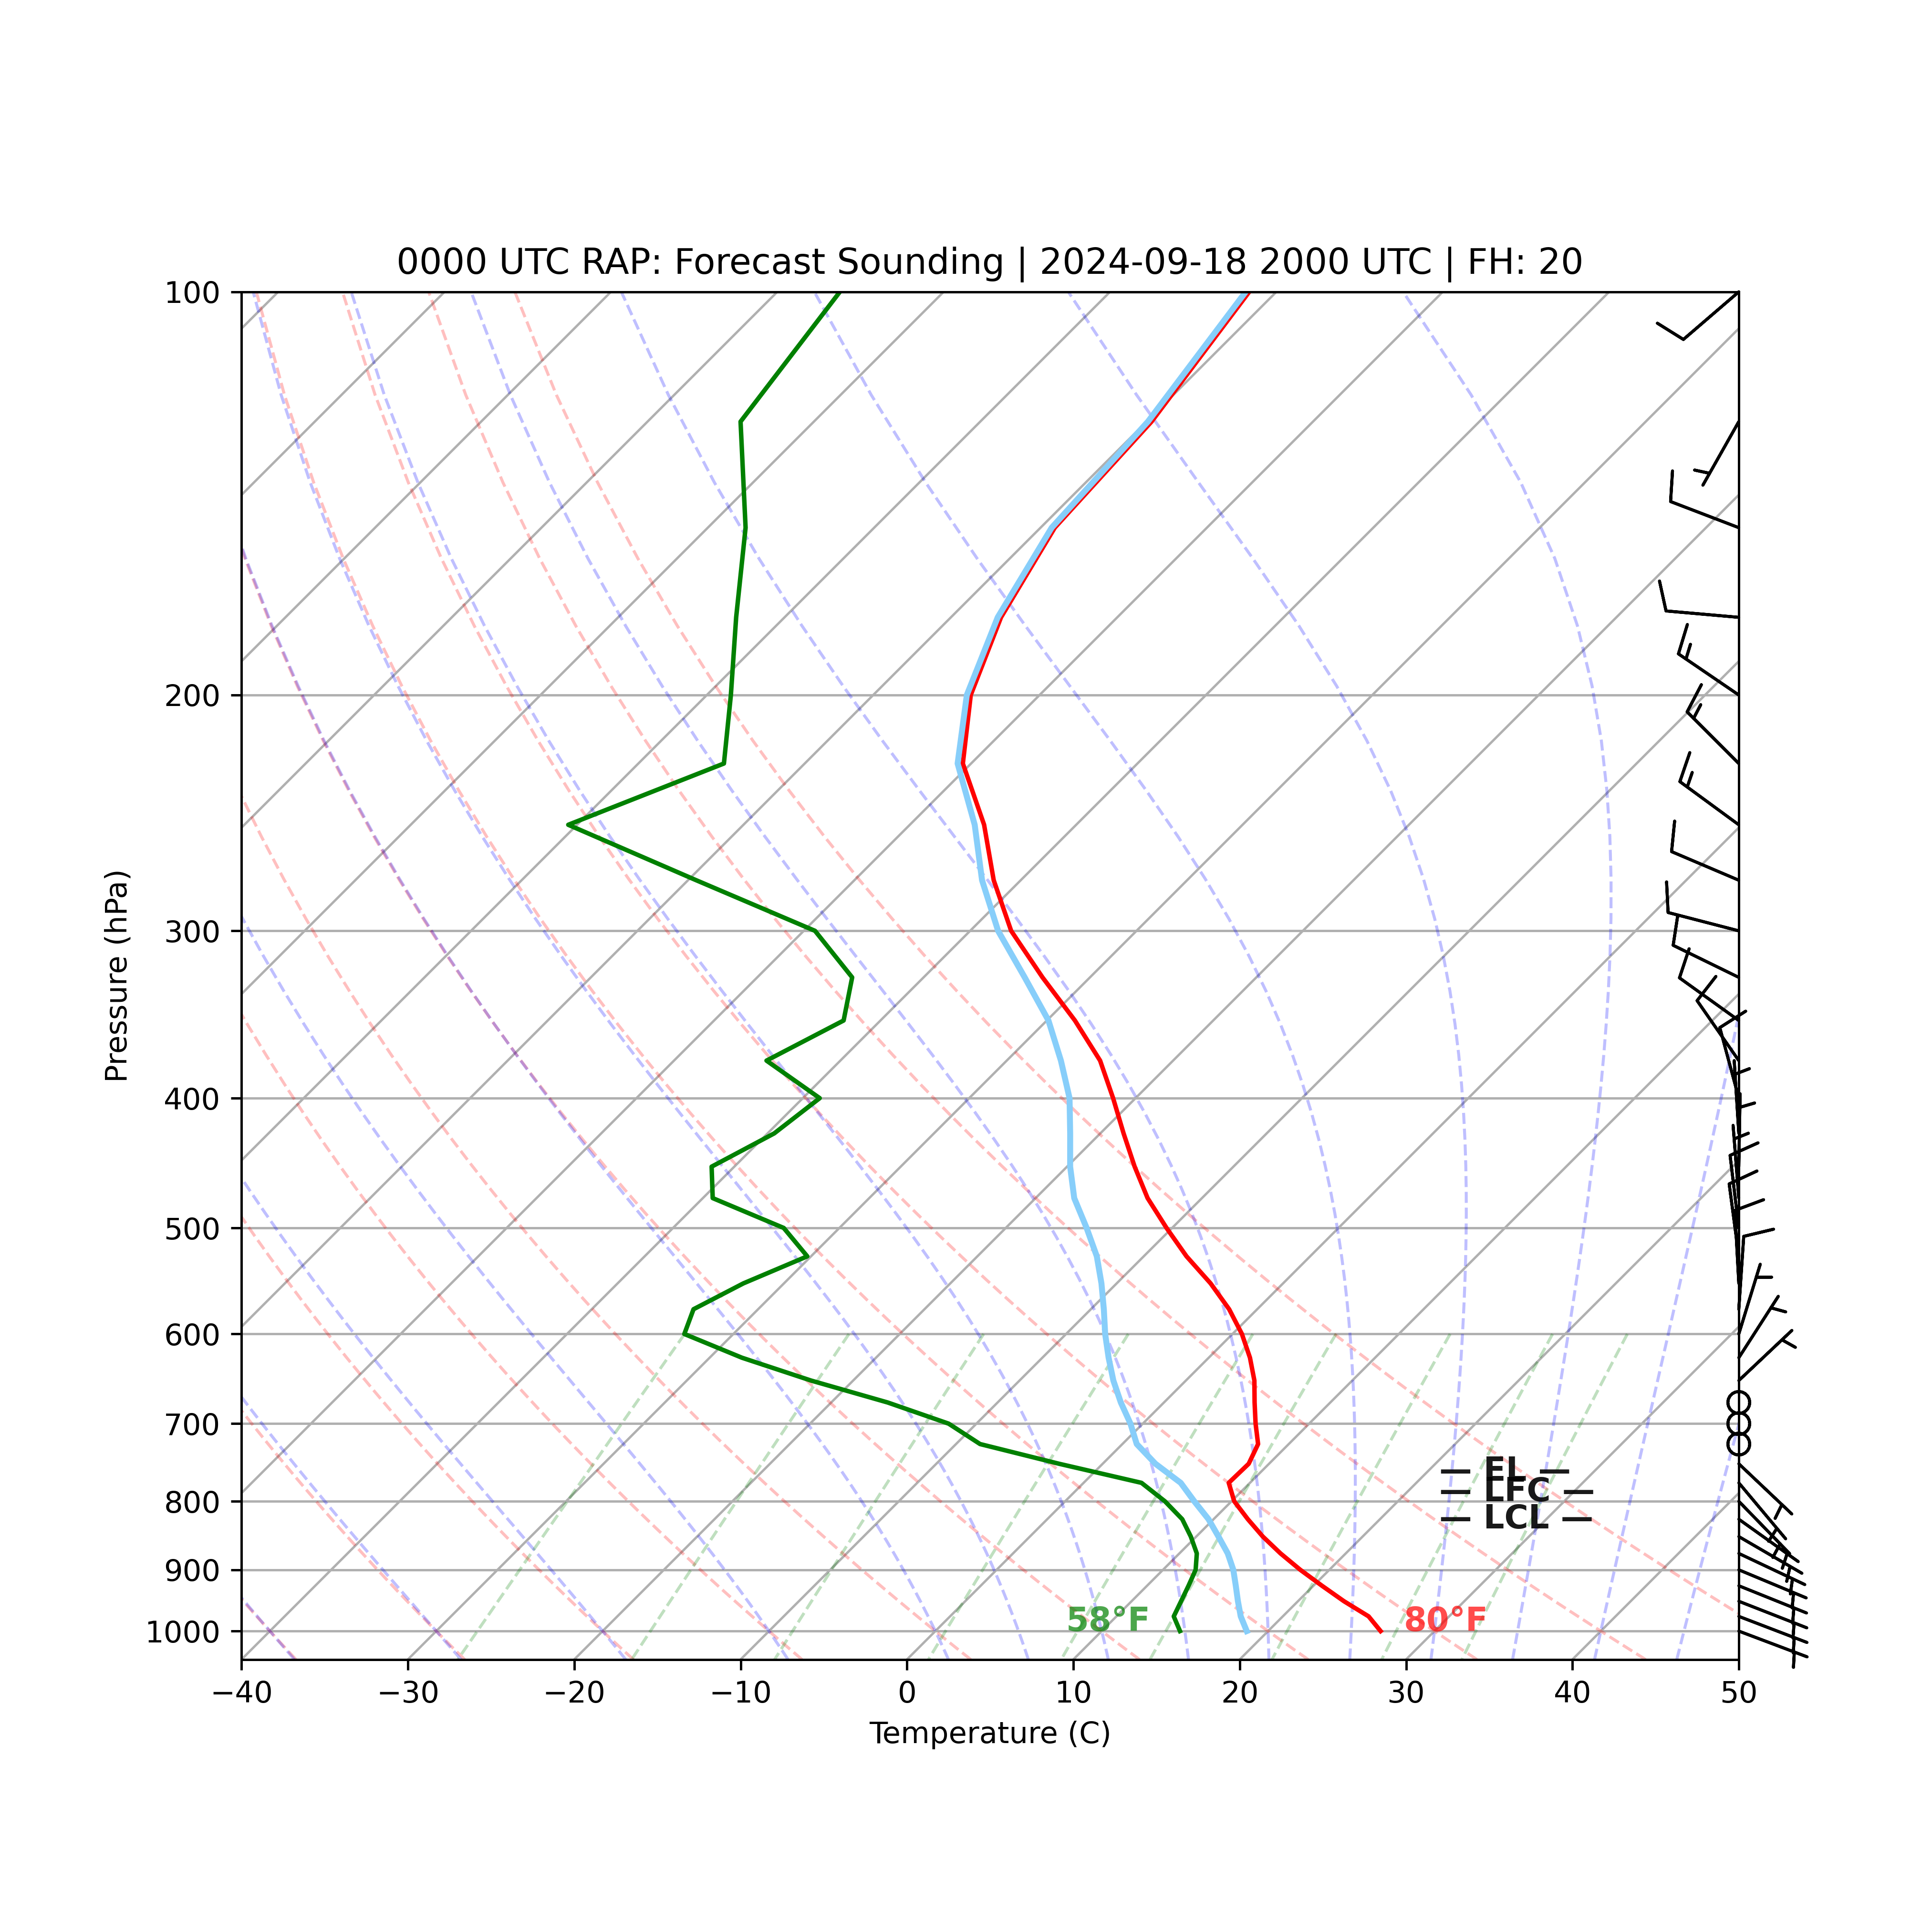 0000 UTC RAP: Forecast Sounding | 2024-09-18 2000 UTC | FH: 20
100
200
300
400
500
600
700
800
900
1000
Pressure (hPa)
— EL —
— LFC —
— LCL —
58°F
80°F
−40 −30 −20 −10 0 10 20 30 40 50
Temperature (C)